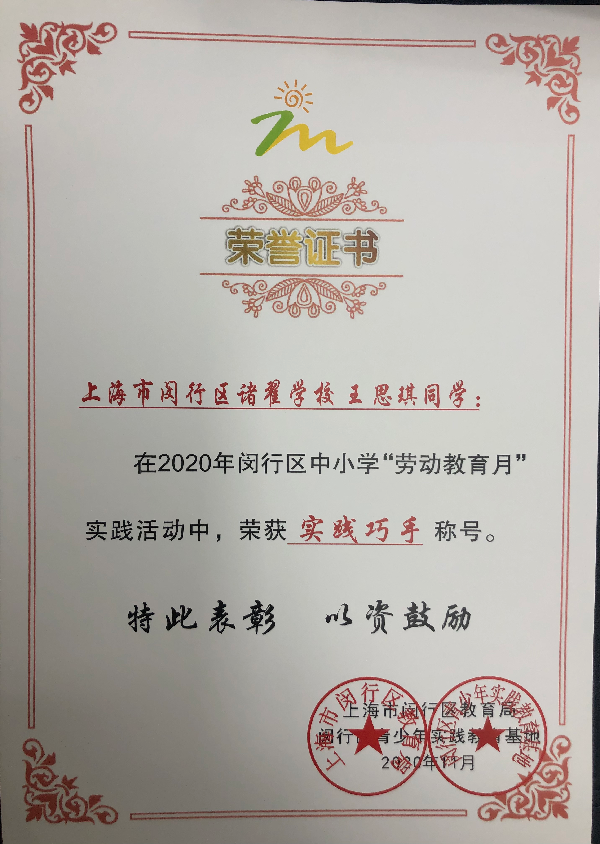 荣誉证书
上海市闵行区诸翟学校王思琪同学：
在2020年闵行区中小学“劳动教育月”
实践活动中，荣获 实践巧手 称号。
特此表彰 以资鼓励
上海市闵行区教育局
闵行区青少年实践教育基地
2020年11月
上海市闵行区教育局
闵行区青少年实践教育基地